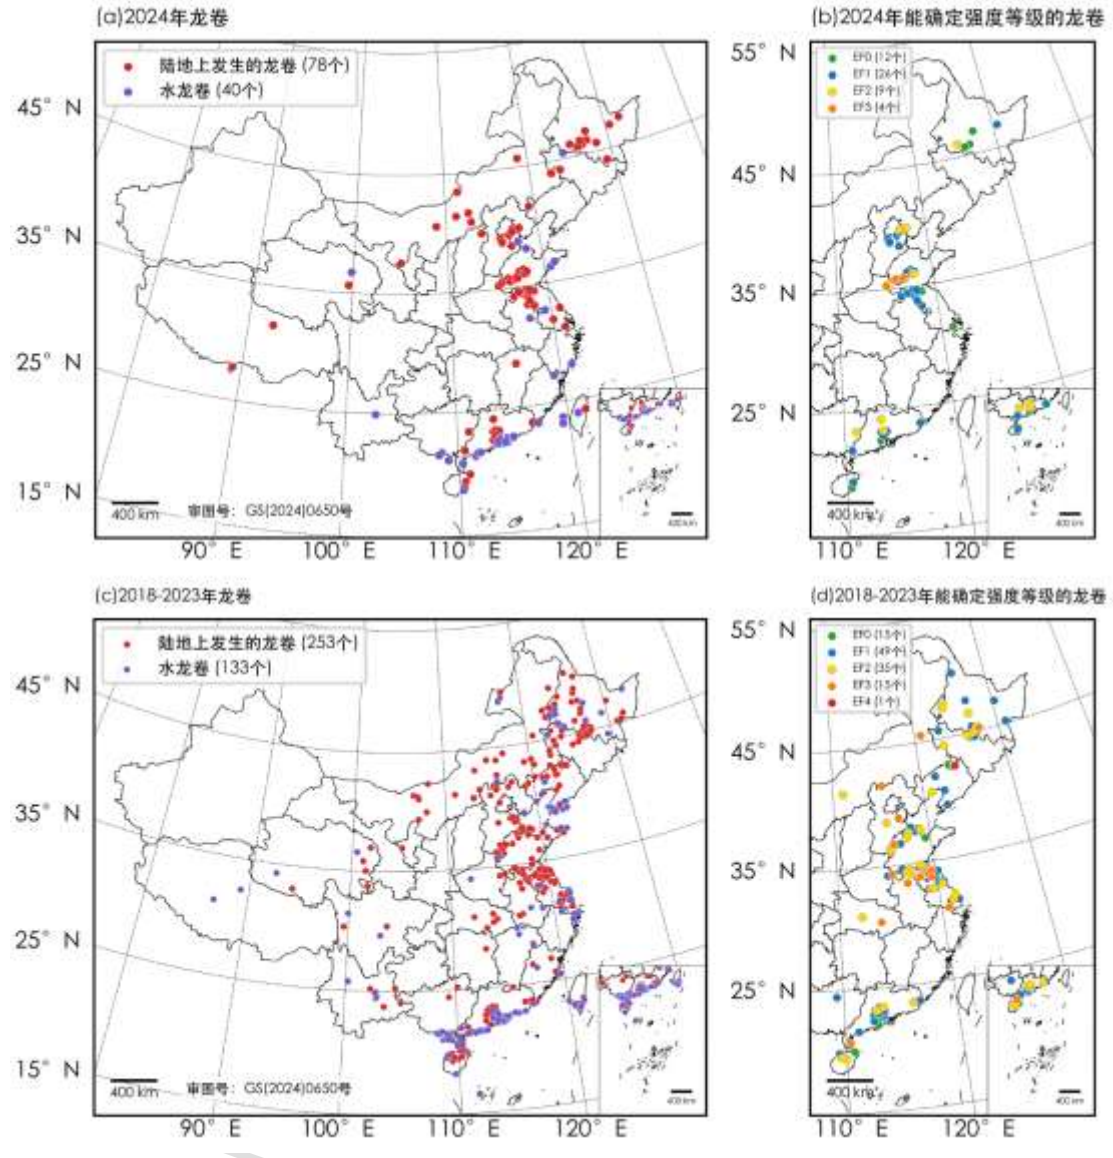 (a)2024年龙卷
陆地上发生的龙卷 (78个)
水龙卷 (40个)
45° N
35° N
25° N
15° N
400 km
审图号: GS(2024)0650号
400 km
90° E
100° E
110° E
120° E
(b)2024年能确定强度等级的龙卷
EF0 (12个)
EF1 (26个)
EF2 (9个)
EF3 (4个)
55° N
45° N
35° N
25° N
400 km
400 km
110° E
120° E
(c)2018-2023年龙卷
陆地上发生的龙卷 (253个)
水龙卷 (133个)
45° N
35° N
25° N
15° N
400 km
审图号: GS(2024)0650号
400 km
90° E
100° E
110° E
120° E
(d)2018-2023年能确定强度等级的龙卷
EF0 (15个)
EF1 (49个)
EF2 (35个)
EF3 (15个)
EF4 (1个)
55° N
45° N
35° N
25° N
400 km
400 km
110° E
120° E